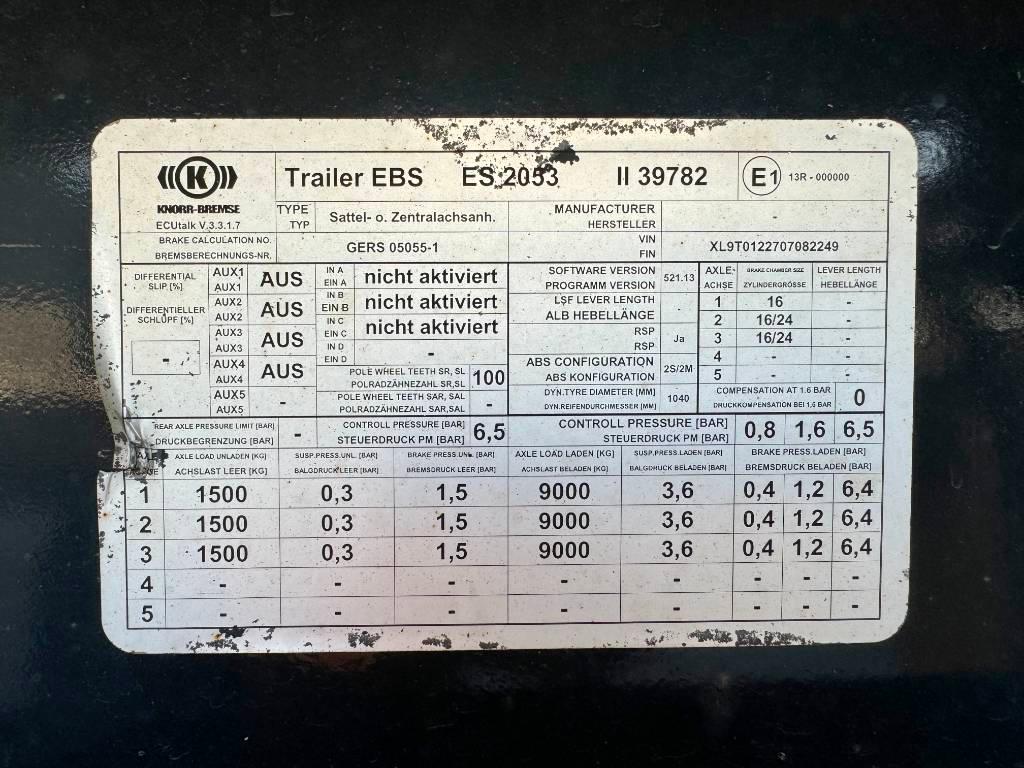 K
KNORR-BREMSE
ECUtalk V.3.3.1.7
Trailer EBS ES 2053 II 39782 E1 13R - 000000
TYPE
TYP
Sattel- o. Zentralachsanh.
MANUFACTURER
HERSTELLER
-
BRAKE CALCULATION NO.
BREMSBERECHNUNGS-NR.
GERS 05055-1
VIN
FIN
XL9T0122707082249
DIFFERENTIAL
SLIP [%]
DIFFERENTIELLER
SCHLUPF [%]
-
AUX1
AUX1
AUS
AUX2
AUX2
AUS
AUX3
AUX3
AUS
AUX4
AUX4
AUS
AUX5
AUX5
-
IN A
EIN A
nicht aktiviert
IN B
EIN B
nicht aktiviert
IN C
EIN C
nicht aktiviert
IN D
EIN D
-
POLE WHEEL TEETH SR, SL
POLRADZÄHNEZAHL SR,SL
100
POLE WHEEL TEETH SAR, SAL
POLRADZÄHNEZAHL SAR,SAL
-
SOFTWARE VERSION
PROGRAMM VERSION
521.13
LSF LEVER LENGTH
ALB HEBELLÄNGE
-
RSP
RSP
Ja
ABS CONFIGURATION
ABS KONFIGURATION
2S/2M
DYN.TYRE DIAMETER [MM]
DYN.REIFENDURCHMESSER [MM]
1040
AXLE- BRAKE CHAMBER SIZE LEVER LENGTH
ACHSE ZYLINDERGRÖSSE HEBELLÄNGE
1 16 -
2 16/24 -
3 16/24 -
4 - -
5 - -
COMPENSATION AT 1.6 BAR
DRUCKKOMPENSATION BEI 1,6 BAR
0
REAR AXLE PRESSURE LIMIT [BAR]
DRUCKBEGRENZUNG [BAR]
-
CONTROLL PRESSURE [BAR]
STEUERDRUCK PM [BAR]
6,5
CONTROLL PRESSURE [BAR]
STEUERDRUCK PM [BAR]
0,8 1,6 6,5
AXLE LOAD UNLADEN [KG] SUSP.PRESS.UNL. [BAR] BRAKE PRESS.UNL. [BAR] AXLE LOAD LADEN [KG] SUSP.PRESS.LADEN [BAR] BRAKE PRESS.LADEN [BAR]
ACHSLAST LEER [KG] BALGDRUCK LEER [BAR] BREMSDRUCK LEER [BAR] ACHSLAST BELADEN [KG] BALGDRUCK BELADEN [BAR] BREMSDRUCK BELADEN [BAR]
1 1500 0,3 1,5 9000 3,6 0,4 1,2 6,4
2 1500 0,3 1,5 9000 3,6 0,4 1,2 6,4
3 1500 0,3 1,5 9000 3,6 0,4 1,2 6,4
4 - - - - - - - -
5 - - - - - - - -